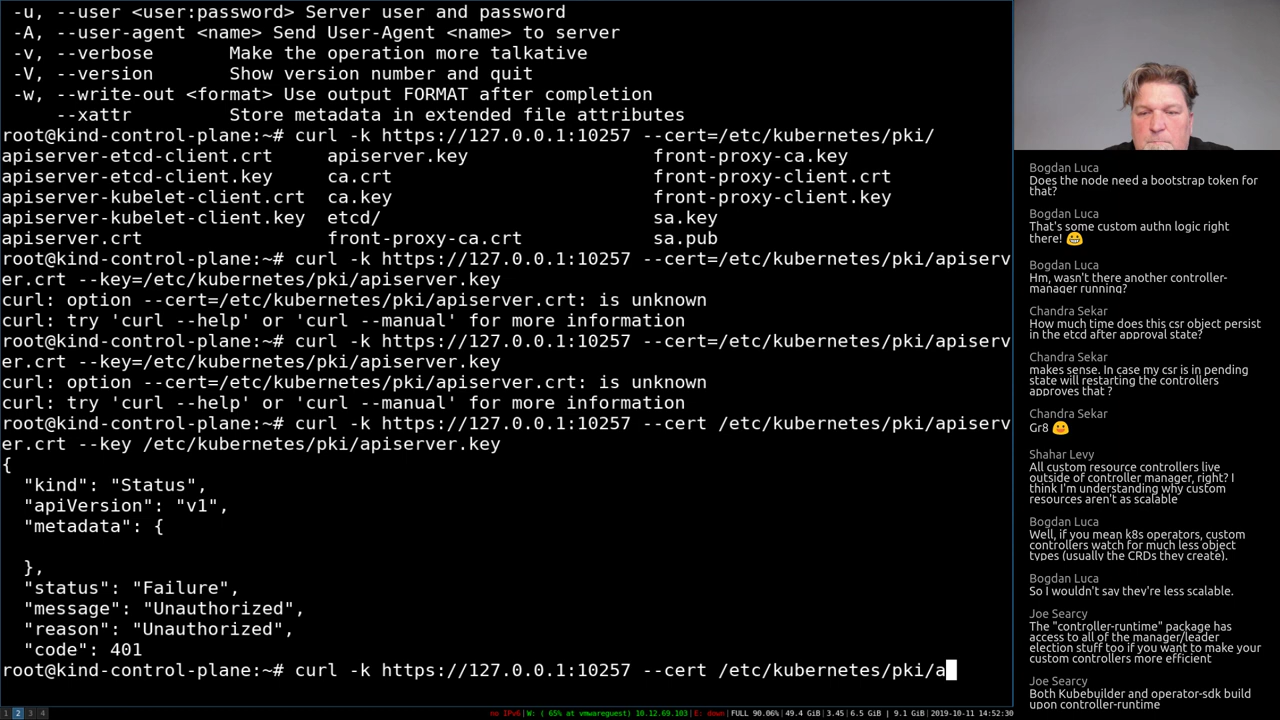 -u, --user <user:password> Server user and password
-A, --user-agent <name> Send User-Agent <name> to server
-v, --verbose       Make the operation more talkative
-V, --version       Show version number and quit
-w, --write-out <format> Use output FORMAT after completion
--xattr         Store metadata in extended file attributes
root@kind-control-plane:~# curl -k https://127.0.0.1:10257 --cert=/etc/kubernetes/pki/
apiserver-etcd-client.crt     apiserver.key                 front-proxy-ca.key
apiserver-etcd-client.key     ca.crt                        front-proxy-client.crt
apiserver-kubelet-client.crt  ca.key                        front-proxy-client.key
apiserver-kubelet-client.key  etcd/                         sa.key
apiserver.crt                 front-proxy-ca.crt            sa.pub
root@kind-control-plane:~# curl -k https://127.0.0.1:10257 --cert=/etc/kubernetes/pki/apiserv
er.crt --key=/etc/kubernetes/pki/apiserver.key
curl: option --cert=/etc/kubernetes/pki/apiserver.crt: is unknown
curl: try 'curl --help' or 'curl --manual' for more information
root@kind-control-plane:~# curl -k https://127.0.0.1:10257 --cert=/etc/kubernetes/pki/apiserv
er.crt --key=/etc/kubernetes/pki/apiserver.key
curl: option --cert=/etc/kubernetes/pki/apiserver.crt: is unknown
curl: try 'curl --help' or 'curl --manual' for more information
root@kind-control-plane:~# curl -k https://127.0.0.1:10257 --cert /etc/kubernetes/pki/apiserv
er.crt --key /etc/kubernetes/pki/apiserver.key
{
"kind": "Status",
"apiVersion": "v1",
"metadata": {
},
"status": "Failure",
"message": "Unauthorized",
"reason": "Unauthorized",
"code": 401
root@kind-control-plane:~# curl -k https://127.0.0.1:10257 --cert /etc/kubernetes/pki/a
1 2 3 4
no IPv6|W: ( 65% at vmwareguest) 10.12.69.103|E: down|FULL 90.06%|49.4 GiB|3.45|6.5 GiB | 9.1 GiB|2019-10-11 14:52:30
Bogdan Luca
Does the node need a bootstrap token for
that?
Bogdan Luca
That's some custom authn logic right
there! 😁
Bogdan Luca
Hm, wasn't there another controller-
manager running?
Chandra Sekar
How much time does this csr object persist
in the etcd after approval state?
Chandra Sekar
makes sense. In case my csr is in pending
state will restarting the controllers
approves that ?
Chandra Sekar
Gr8 😀
Shahar Levy
All custom resource controllers live
outside of controller manager, right? I
think I'm understanding why custom
resources aren't as scalable
Bogdan Luca
Well, if you mean k8s operators, custom
controllers watch for much less object
types (usually the CRDs they create).
Bogdan Luca
So I wouldn't say they're less scalable.
Joe Searcy
The "controller-runtime" package has
access to all of the manager/leader
election stuff too if you want to make your
custom controllers more efficient
Joe Searcy
Both Kubebuilder and operator-sdk build
upon controller-runtime